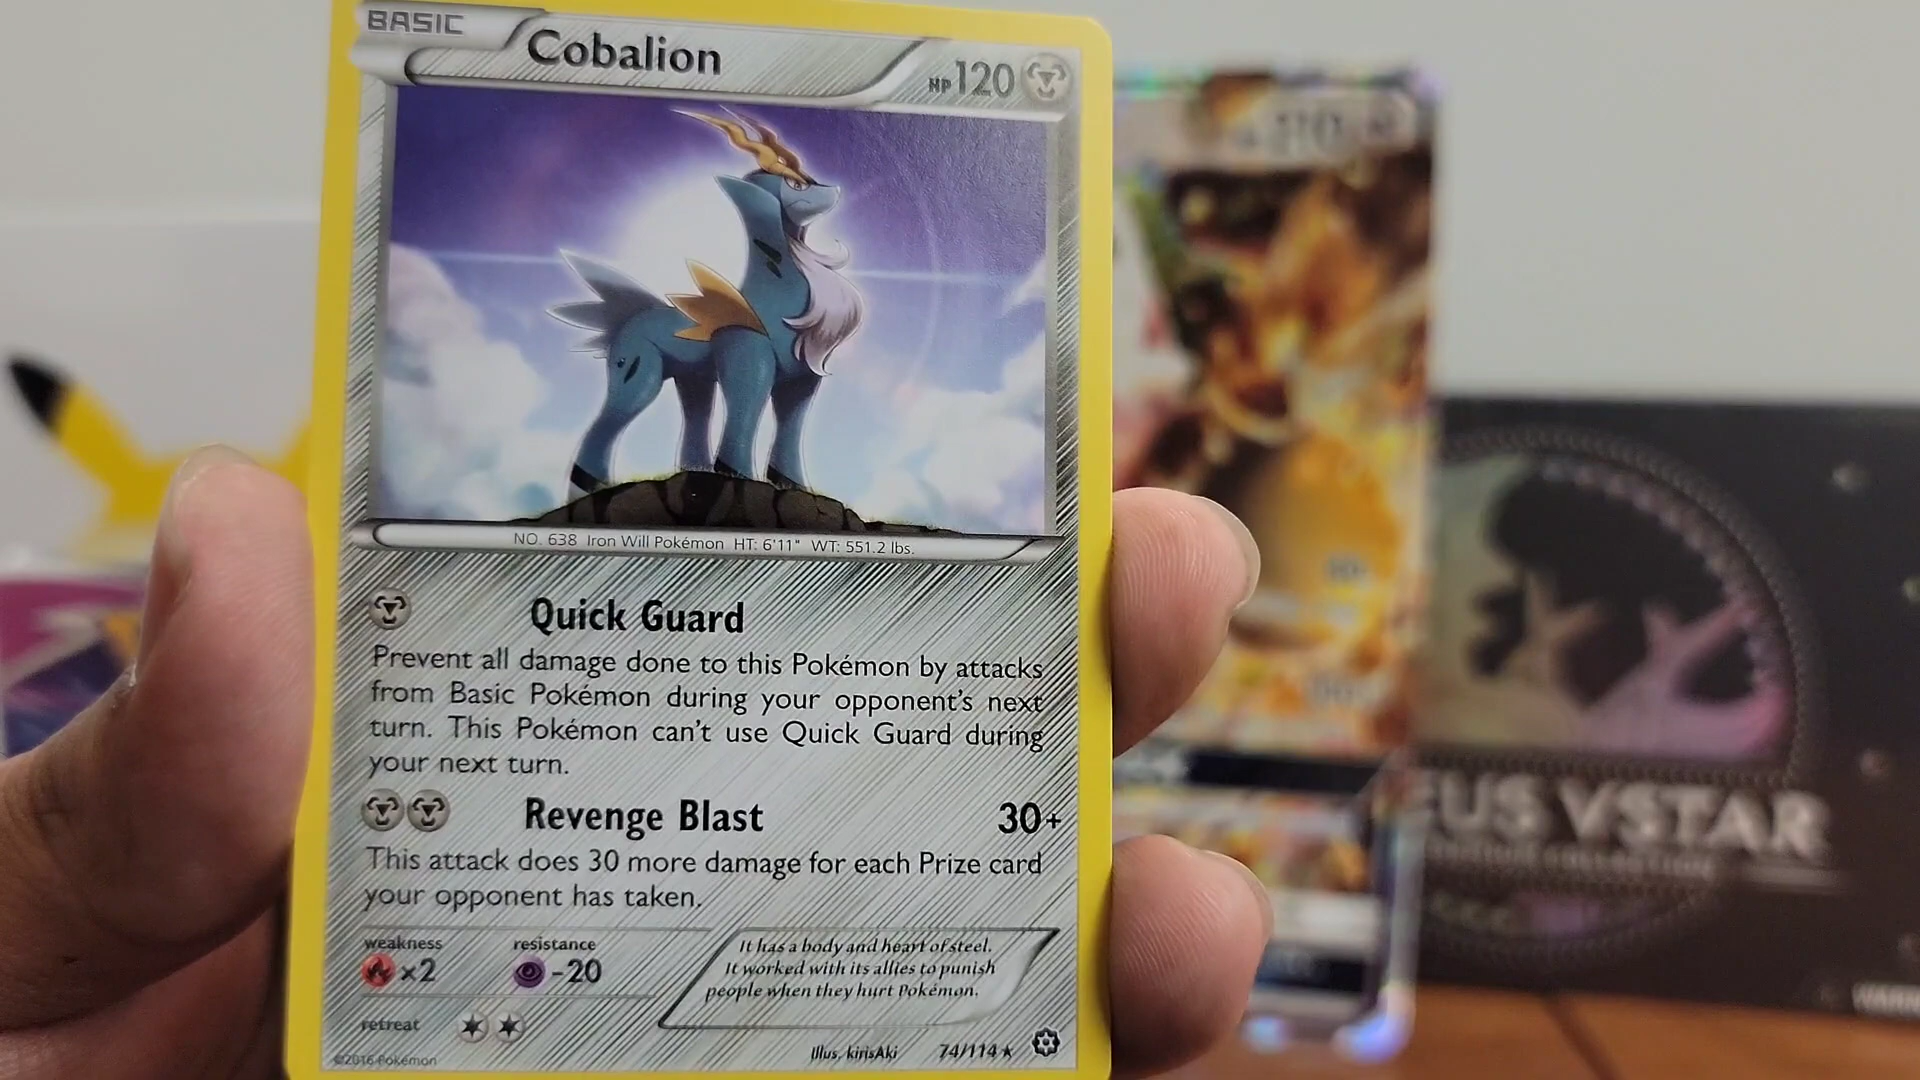 BASIC
Cobalion
HP120
NO. 638 Iron Will Pokémon HT: 6'11" WT: 551.2 lbs.
Quick Guard
Prevent all damage done to this Pokémon by attacks
from Basic Pokémon during your opponent's next
turn. This Pokémon can't use Quick Guard during
your next turn.
Revenge Blast 30+
This attack does 30 more damage for each Prize card
your opponent has taken.
weakness resistance
×2 -20
retreat
It has a body and heart of steel.
It worked with its allies to punish
people when they hurt Pokémon.
©2016 Pokémon
Illus. kirisAki 74/114★
VSTAR